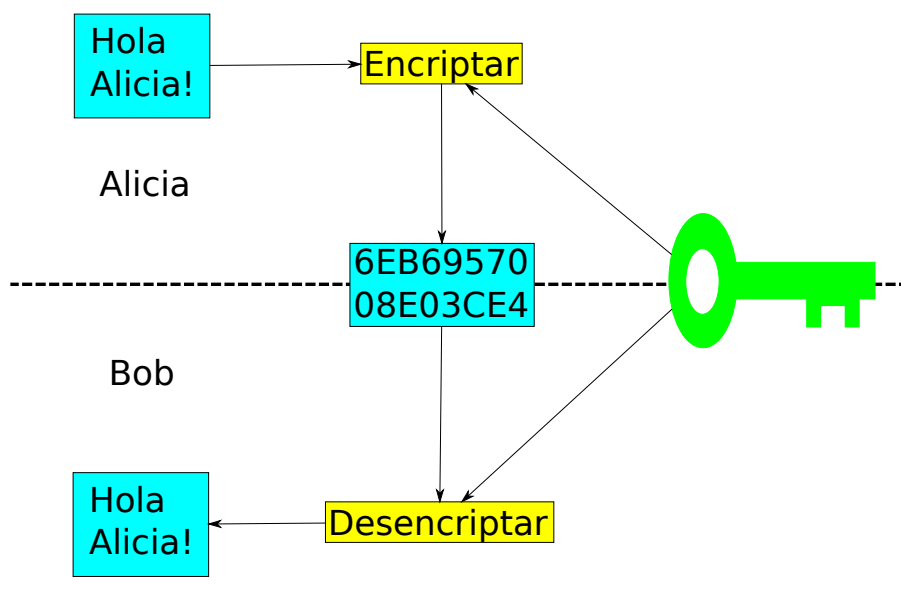 Hola
Alicia!
Encriptar
Alicia
6EB69570
08E03CE4
Bob
Hola
Alicia!
Desencriptar